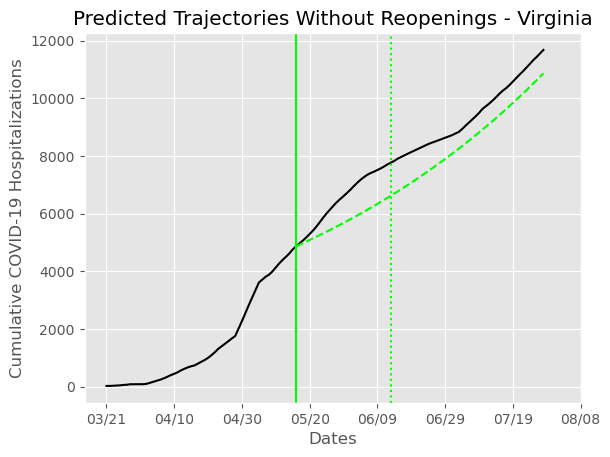 Predicted Trajectories Without Reopenings - Virginia
Cumulative COVID-19 Hospitalizations
12000
10000
8000
6000
4000
2000
0
03/21 04/10 04/30 05/20 06/09 06/29 07/19 08/08
Dates